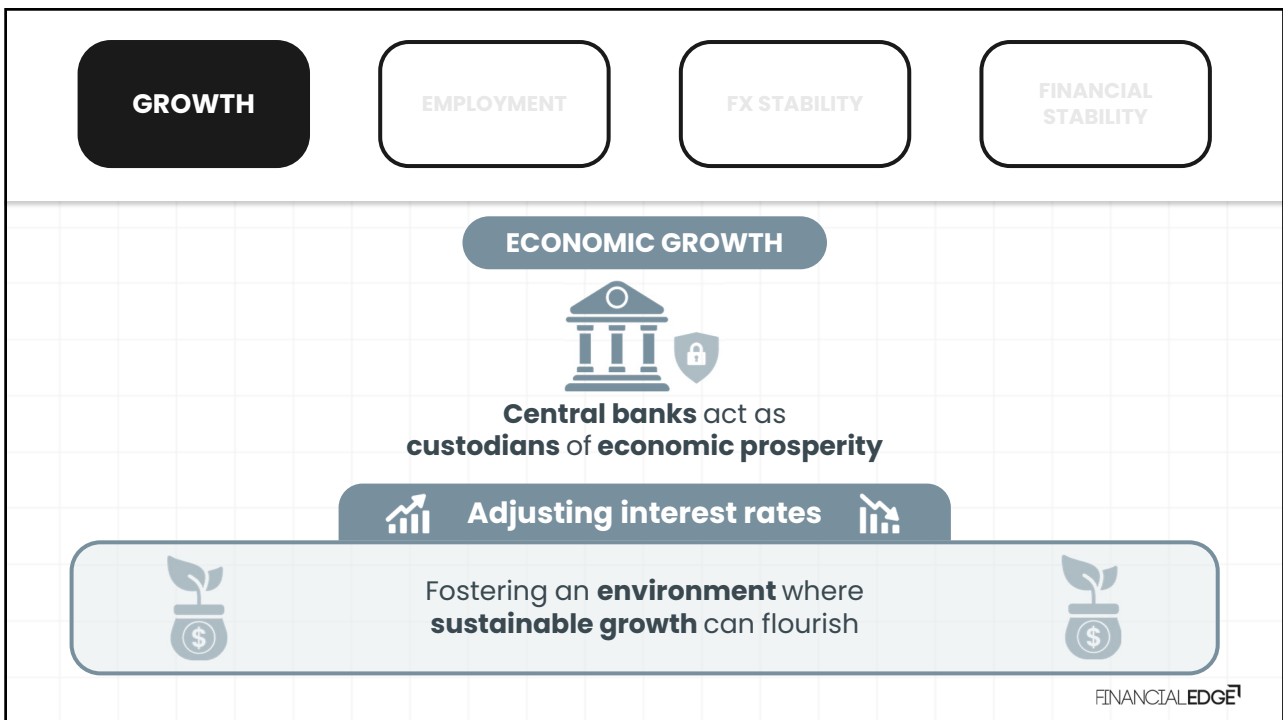 GROWTH
EMPLOYMENT
FX STABILITY
FINANCIAL
STABILITY
ECONOMIC GROWTH
Central banks act as
custodians of economic prosperity
Adjusting interest rates
Fostering an environment where
sustainable growth can flourish
$
$
FINANCIALEDGE